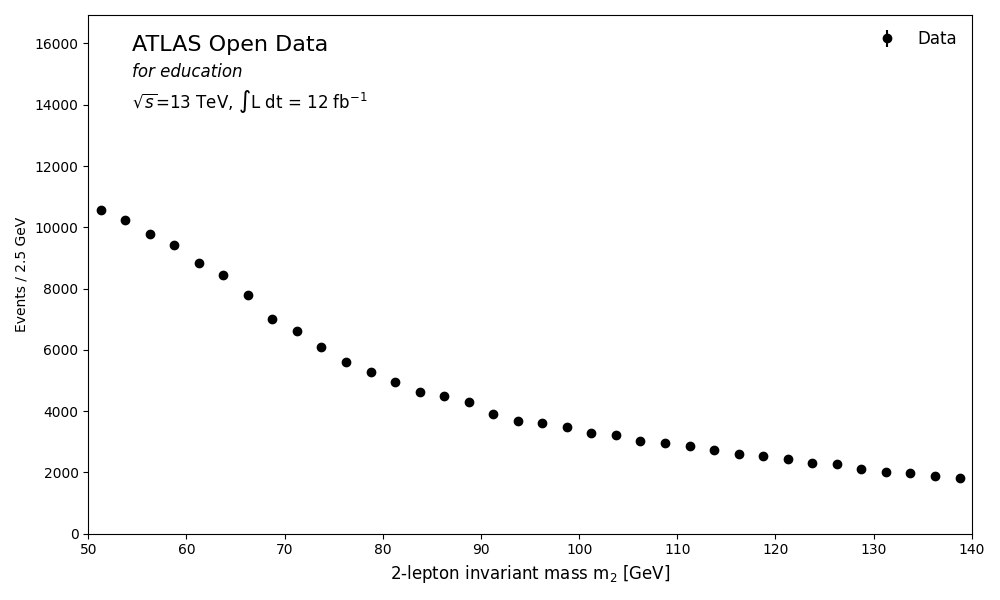 ATLAS Open Data
for education
√s=13 TeV, ∫L dt = 12 fb⁻¹
Data
Events / 2.5 GeV
16000
14000
12000
10000
8000
6000
4000
2000
0
50 60 70 80 90 100 110 120 130 140
2-lepton invariant mass m₂ [GeV]